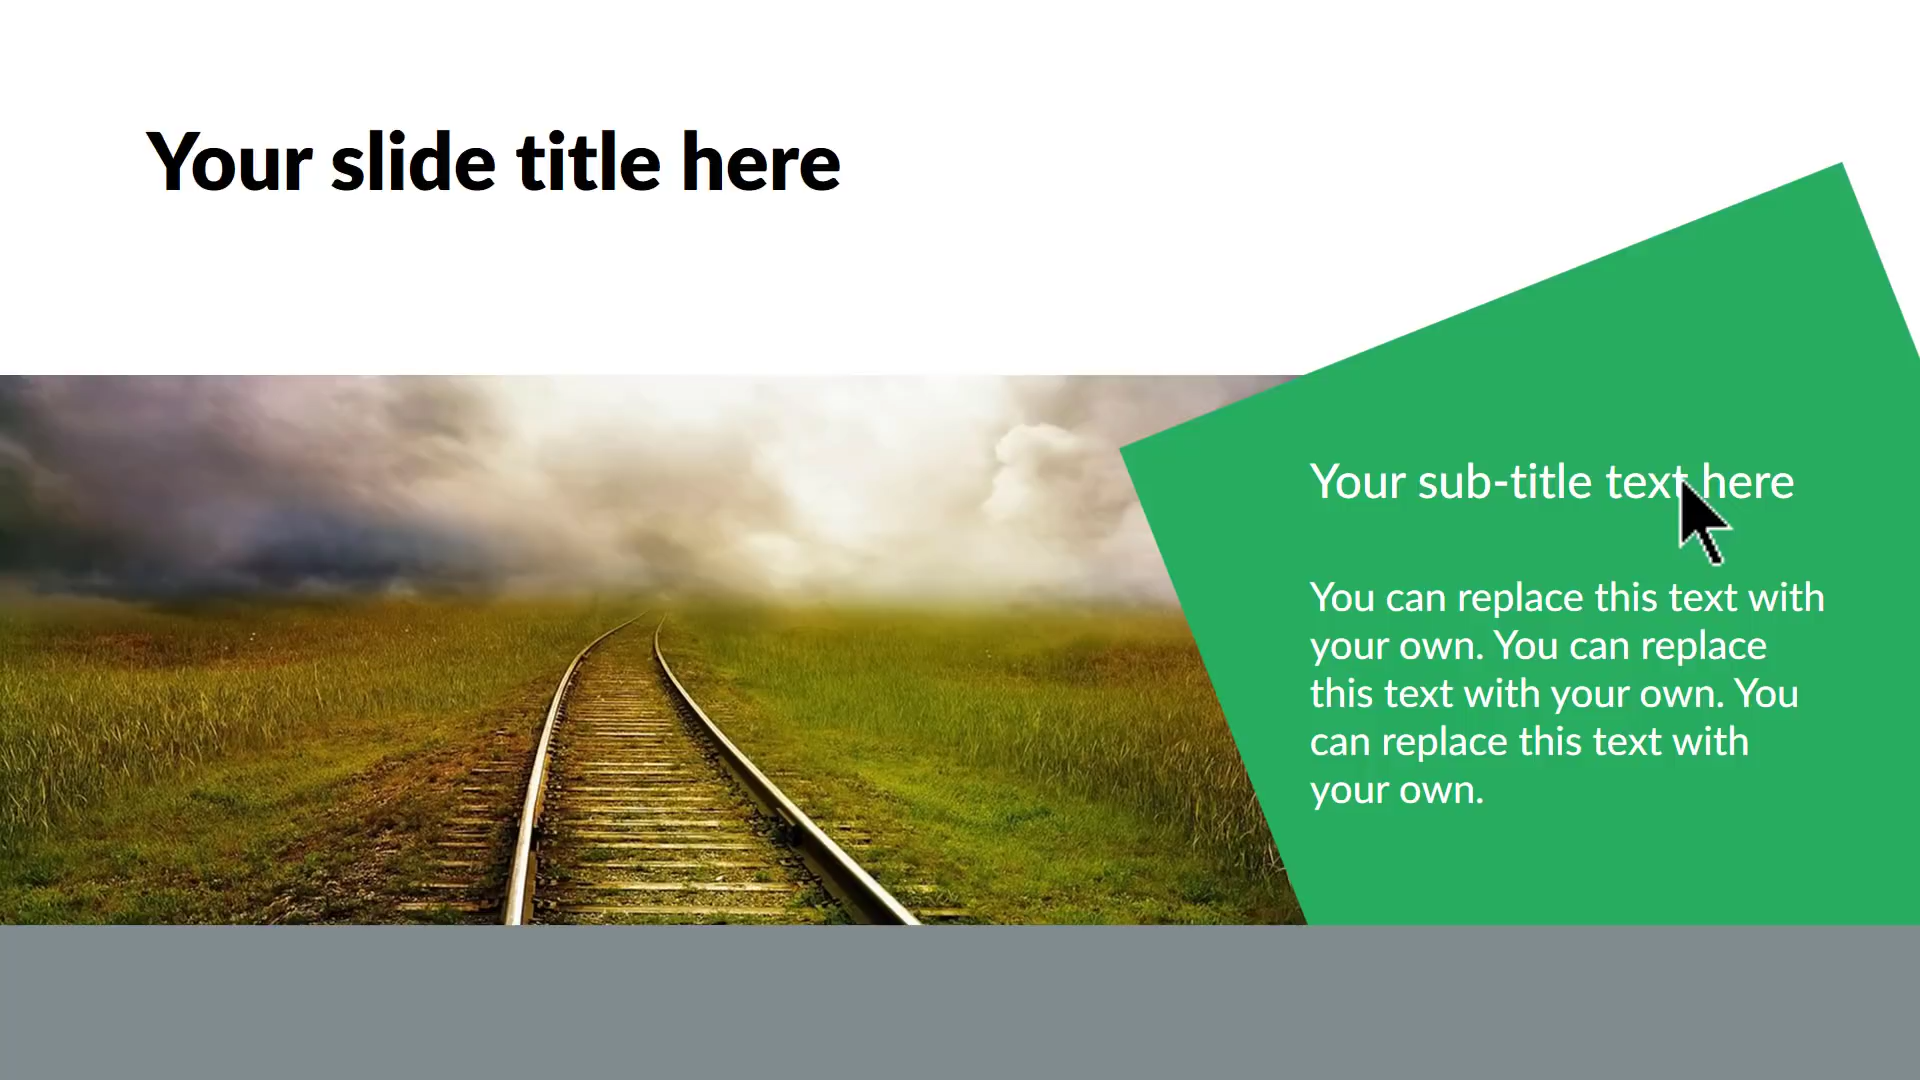 Your slide title here
Your sub-title text here
You can replace this text with
your own. You can replace
this text with your own. You
can replace this text with
your own.